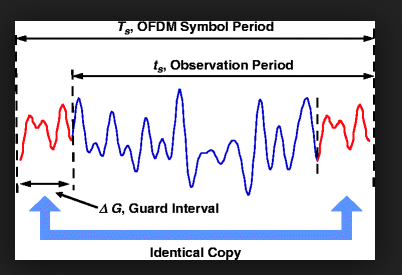 Ts, OFDM Symbol Period
ts, Observation Period
Δ G, Guard Interval
Identical Copy